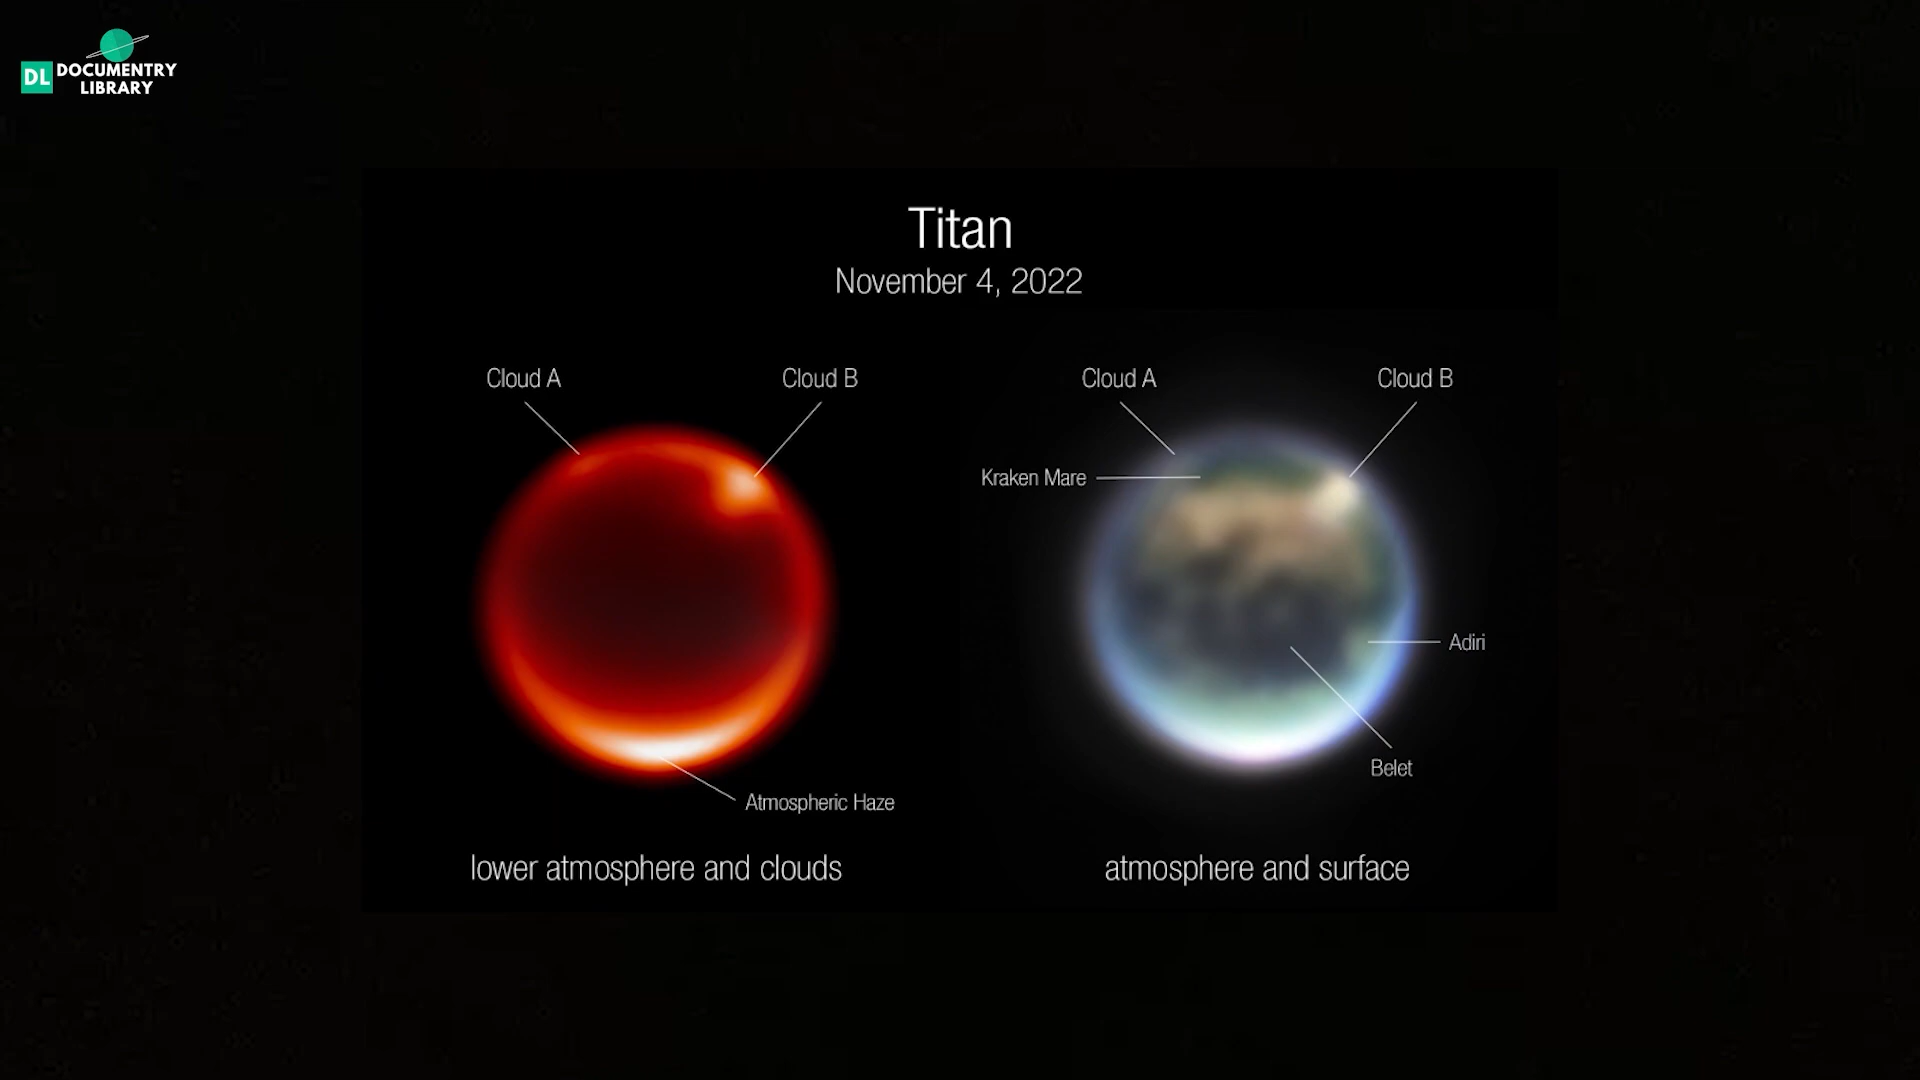 DL DOCUMENTRY
LIBRARY
Titan
November 4, 2022
Cloud A
Cloud B
Atmospheric Haze
lower atmosphere and clouds
Cloud A
Cloud B
Kraken Mare
Adiri
Belet
atmosphere and surface